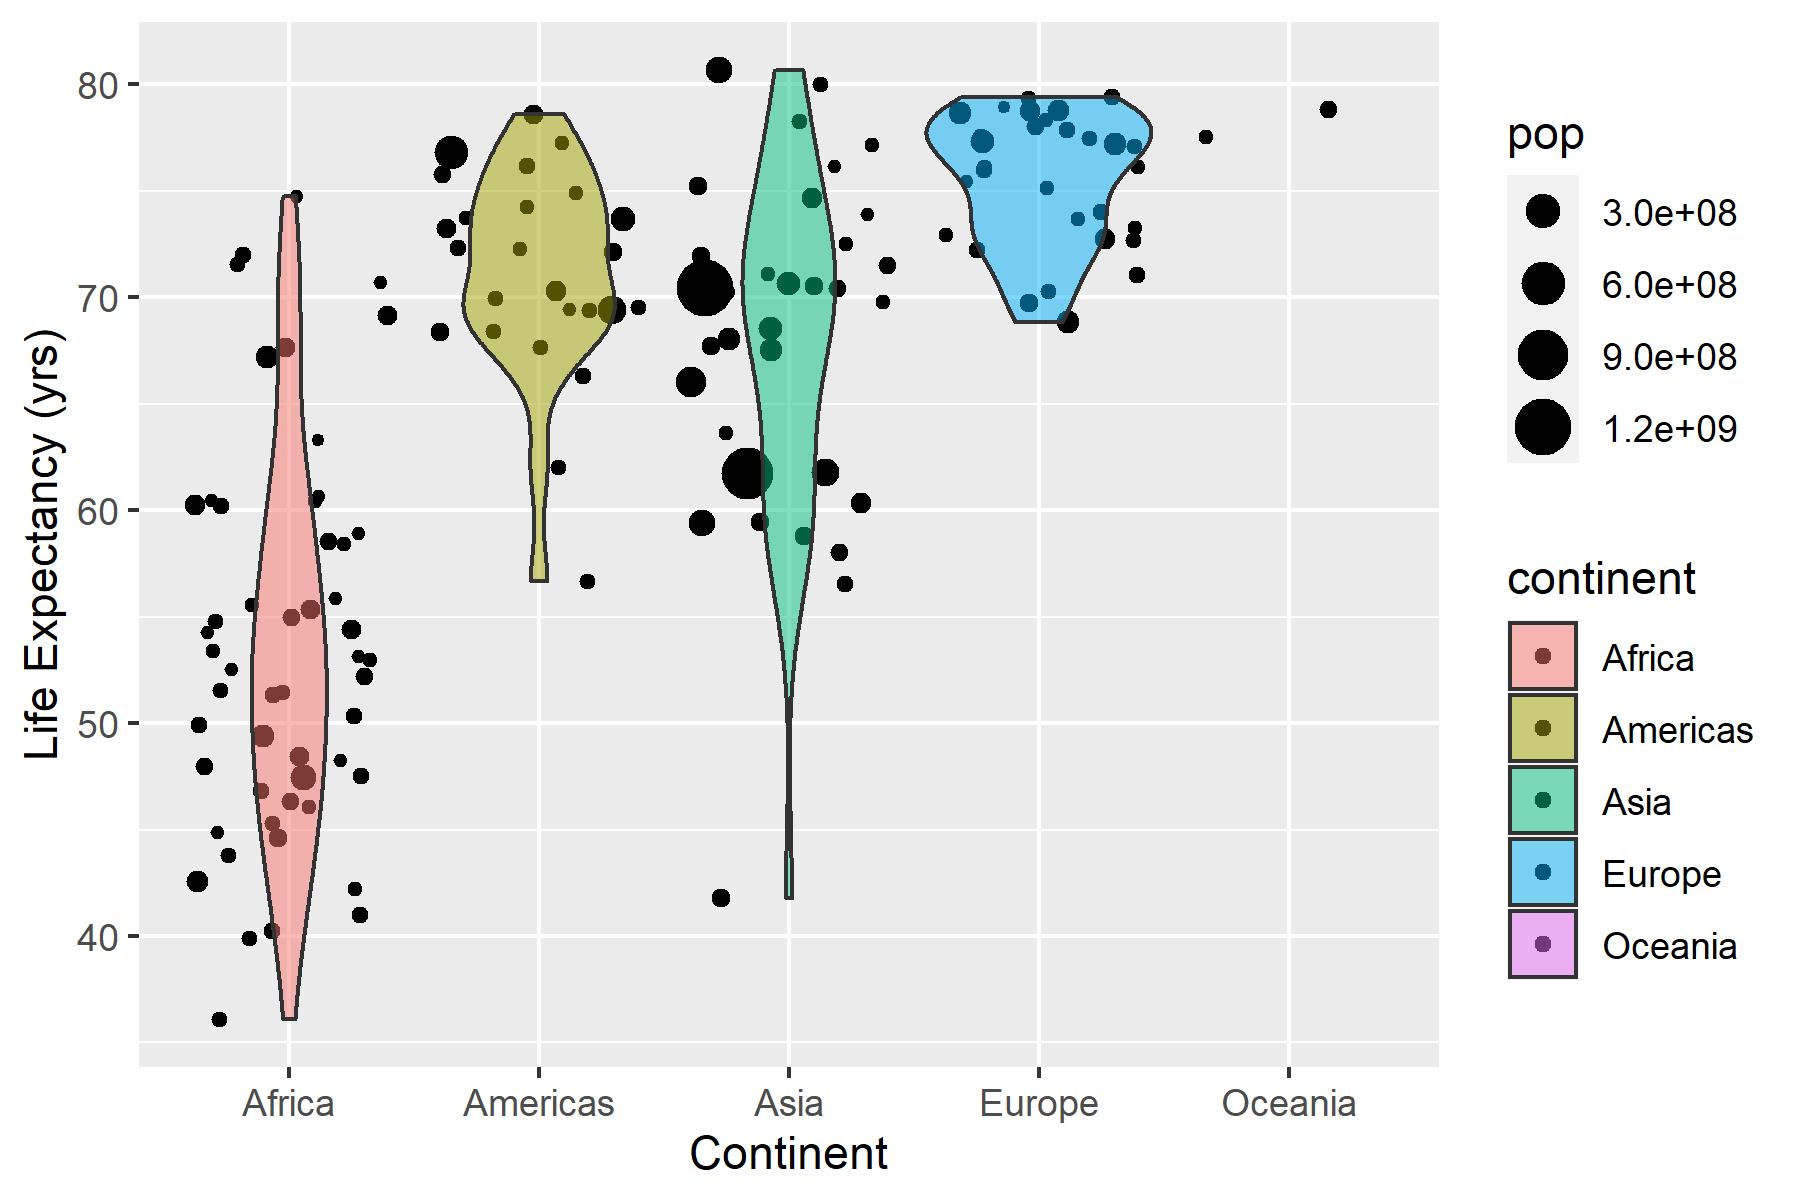 Life Expectancy (yrs)
80
70
60
50
40
Africa
Americas
Asia
Europe
Oceania
Continent
pop
3.0e+08
6.0e+08
9.0e+08
1.2e+09
continent
Africa
Americas
Asia
Europe
Oceania